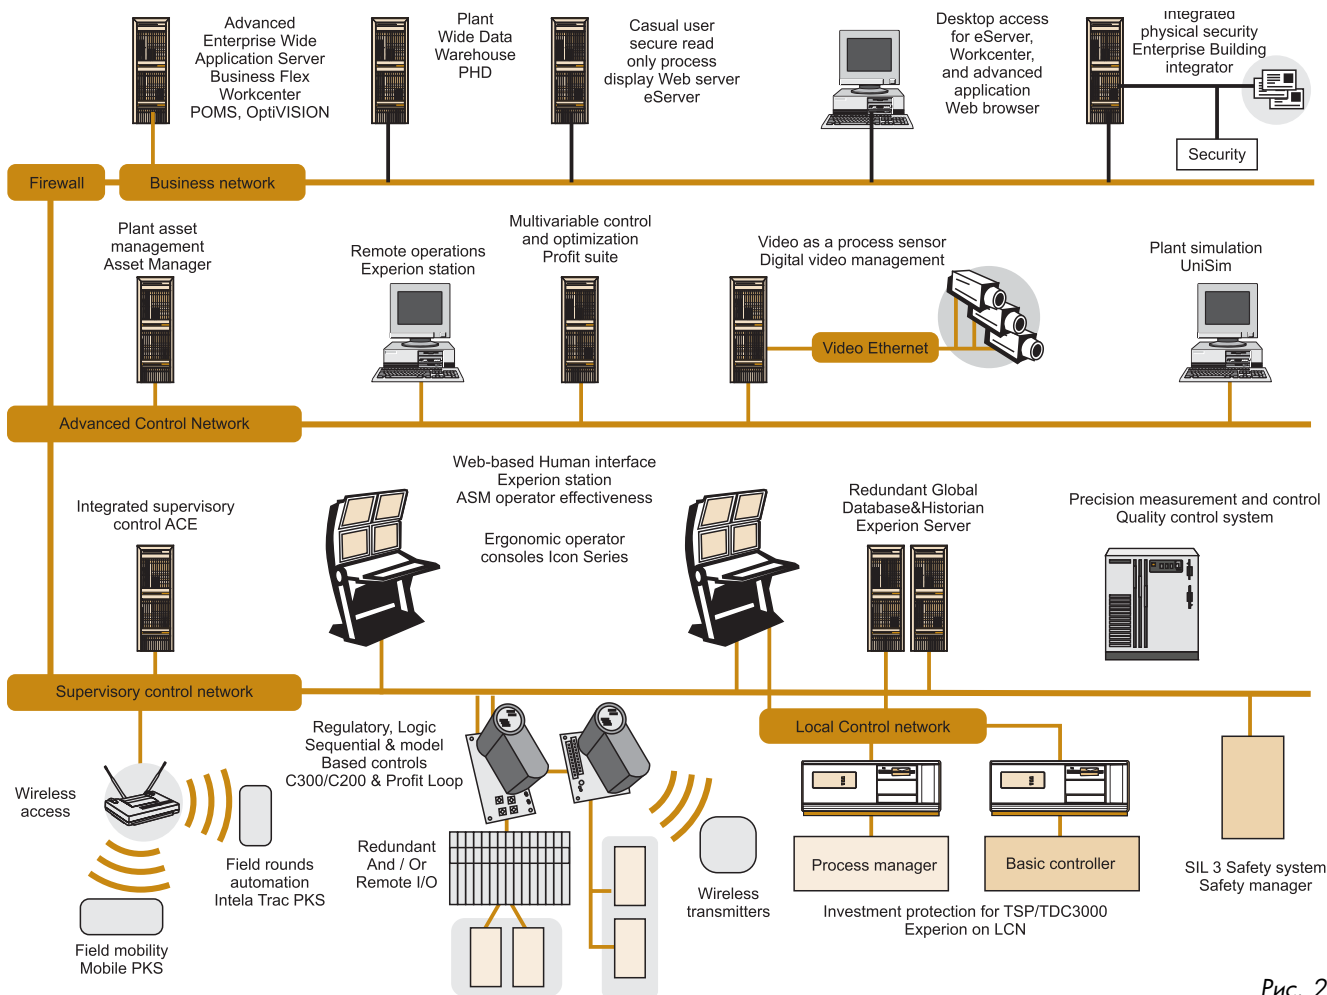 Advanced
Enterprise Wide
Application Server
Business Flex
Workcenter
POMS, OptiVISION
Plant
Wide Data
Warehouse
PHD
Casual user
secure read
only process
display Web server
eServer
Desktop access
for eServer,
Workcenter,
and advanced
application
Web browser
Integrated
physical security
Enterprise Building
integrator
Security
Firewall
Business network
Plant asset
management
Asset Manager
Remote operations
Experion station
Multivariable control
and optimization
Profit suite
Video as a process sensor
Digital video management
Video Ethernet
Plant simulation
UniSim
Advanced Control Network
Integrated supervisory
control ACE
Web-based Human interface
Experion station
ASM operator effectiveness
Ergonomic operator
consoles Icon Series
Redundant Global
Database&Historian
Experion Server
Precision measurement and control
Quality control system
Supervisory control network
Local Control network
Wireless
access
Field rounds
automation
Intela Trac PKS
Field mobility
Mobile PKS
Regulatory, Logic
Sequential & model
Based controls
C300/C200 & Profit Loop
Redundant
And / Or
Remote I/O
Wireless
transmitters
Process manager
Basic controller
Investment protection for TSP/TDC3000
Experion on LCN
SIL 3 Safety system
Safety manager
Рис. 2